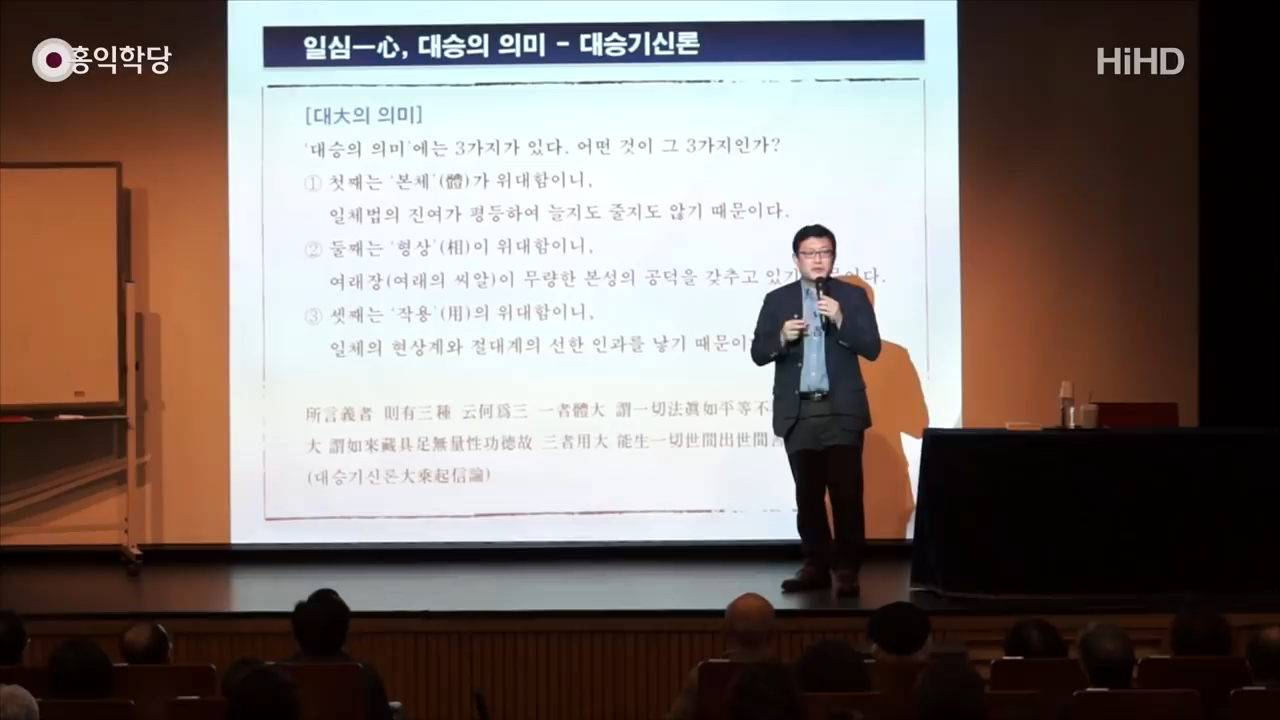 홍익학당
HiHD
일심一心, 대승의 의미 - 대승기신론
[대大의 의미]
‘대승의 의미’에는 3가지가 있다. 어떤 것이 그 3가지인가?
① 첫째는 ‘본체’(體)가 위대함이니,
일체법의 진여가 평등하여 늘지도 줄지도 않기 때문이다.
② 둘째는 ‘형상’(相)이 위대함이니,
여래장(여래의 씨알)이 무량한 본성의 공덕을 갖추고 있기 때문이다.
③ 셋째는 ‘작용’(用)의 위대함이니,
일체의 현상계와 절대계의 선한 인과를 낳기 때문이
所言義者 則有三種 云何爲三 一者體大 謂一切法眞如平等不
大 謂如來藏具足無量性功德故 三者用大 能生一切世間出世間
(대승기신론大乘起信論)